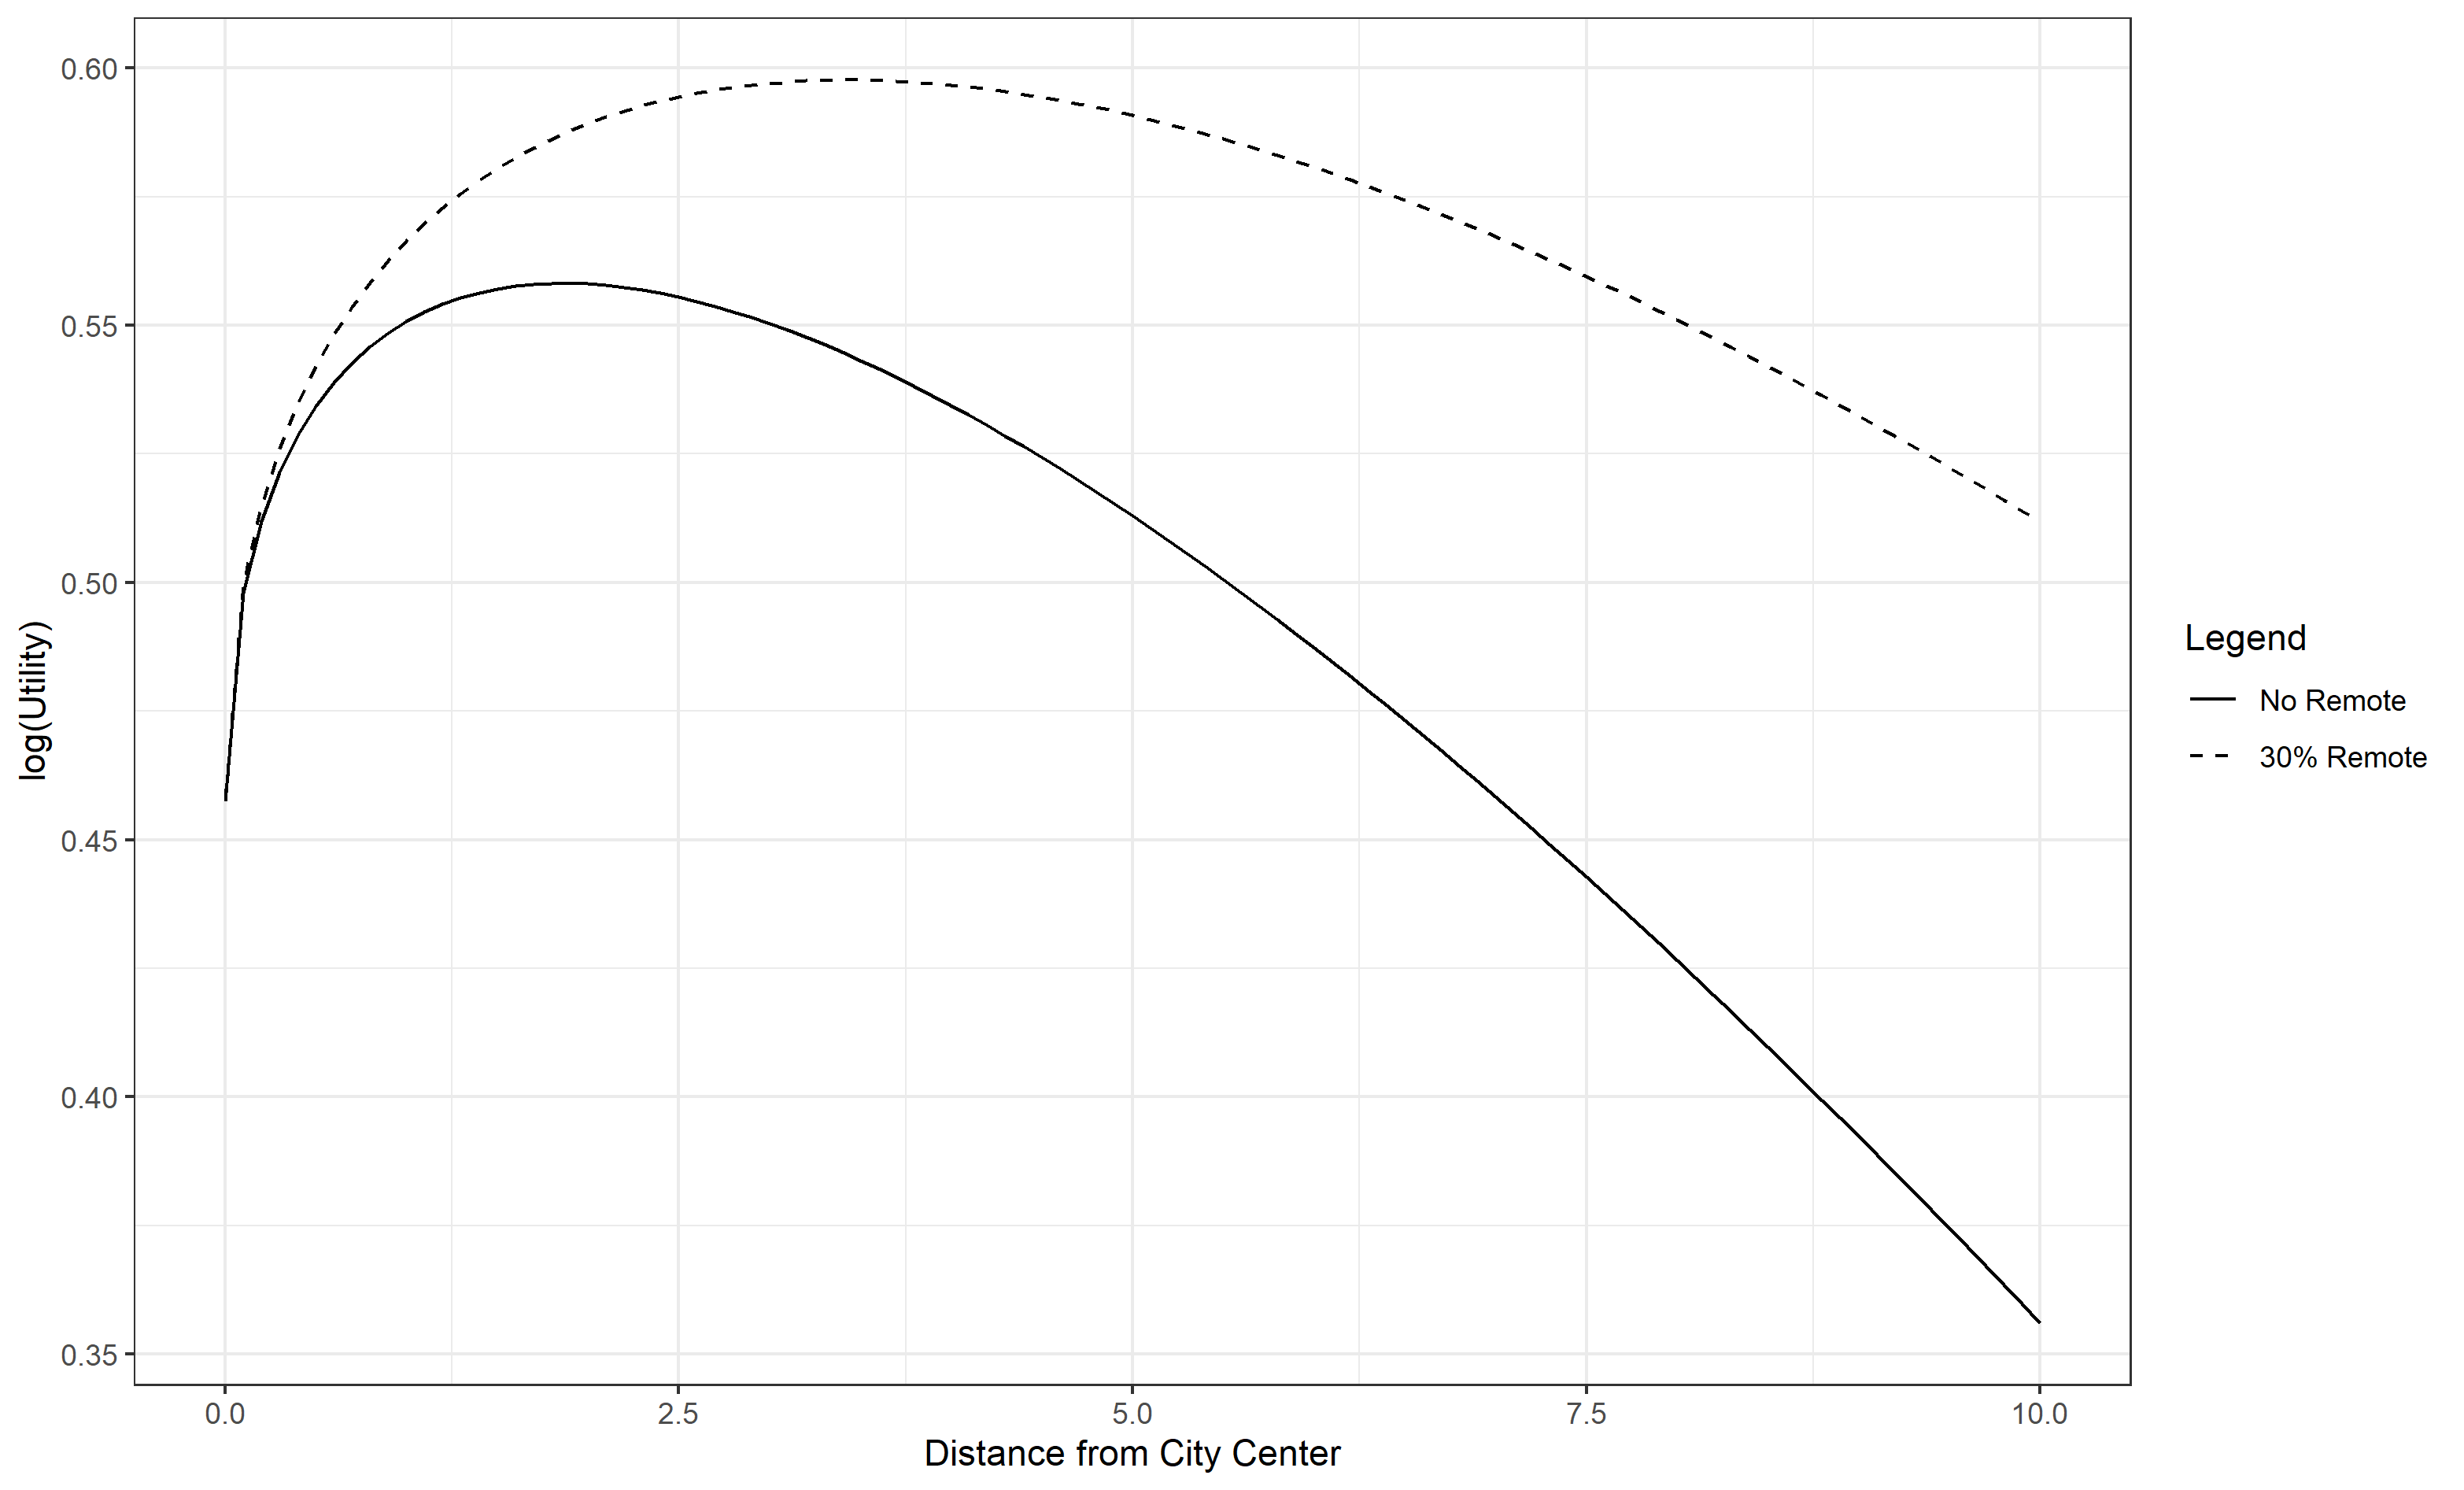 0.60
0.55
0.50
0.45
0.40
0.35
log(Utility)
0.0 2.5 5.0 7.5 10.0
Distance from City Center
Legend
No Remote
30% Remote